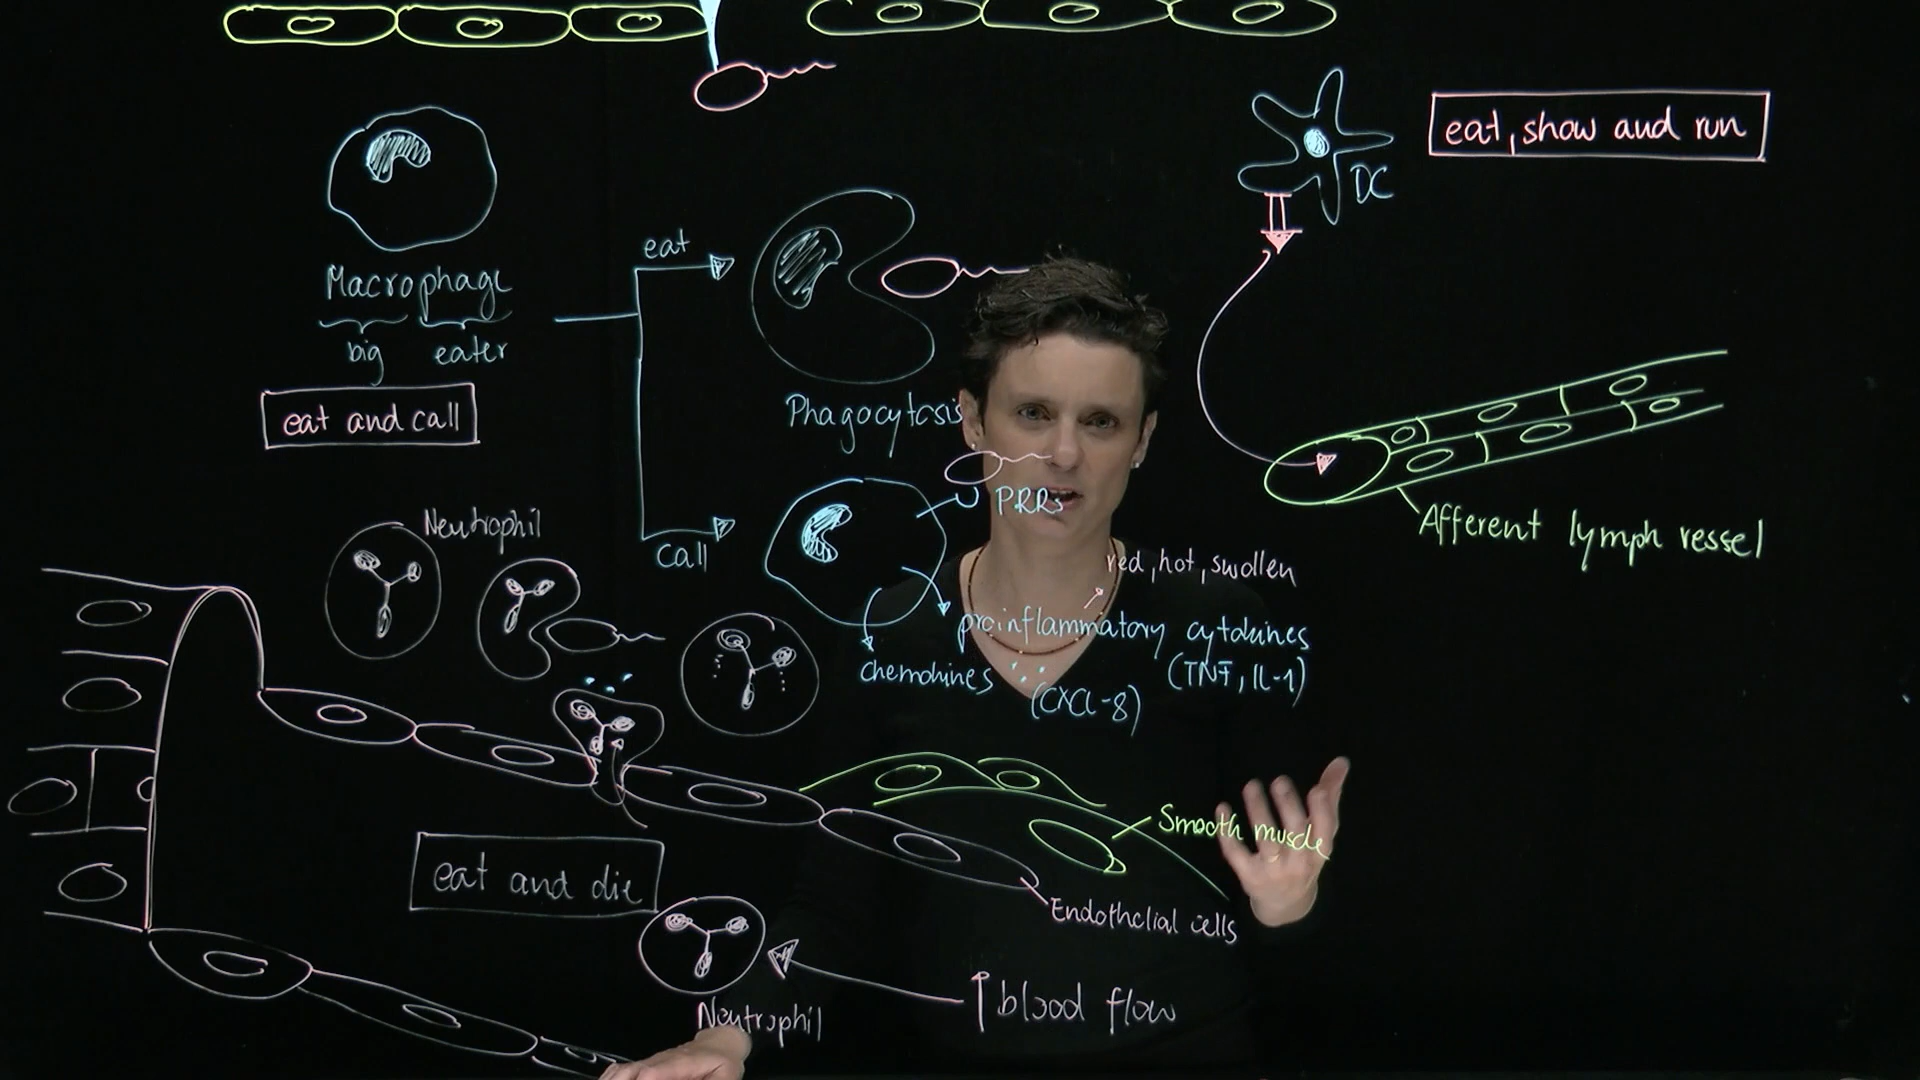 eat, show and run
DC
eat
Macrophage
big eater
eat and call
Phagocytosis
Neutrophil
call
PRRs
Afferent lymph vessel
red, hot, swollen
proinflammatory cytokines
(TNF, IL-1)
chemokines
(CXCL-8)
Smooth muscle
eat and die
Endothelial cells
↑ blood flow
Neutrophil